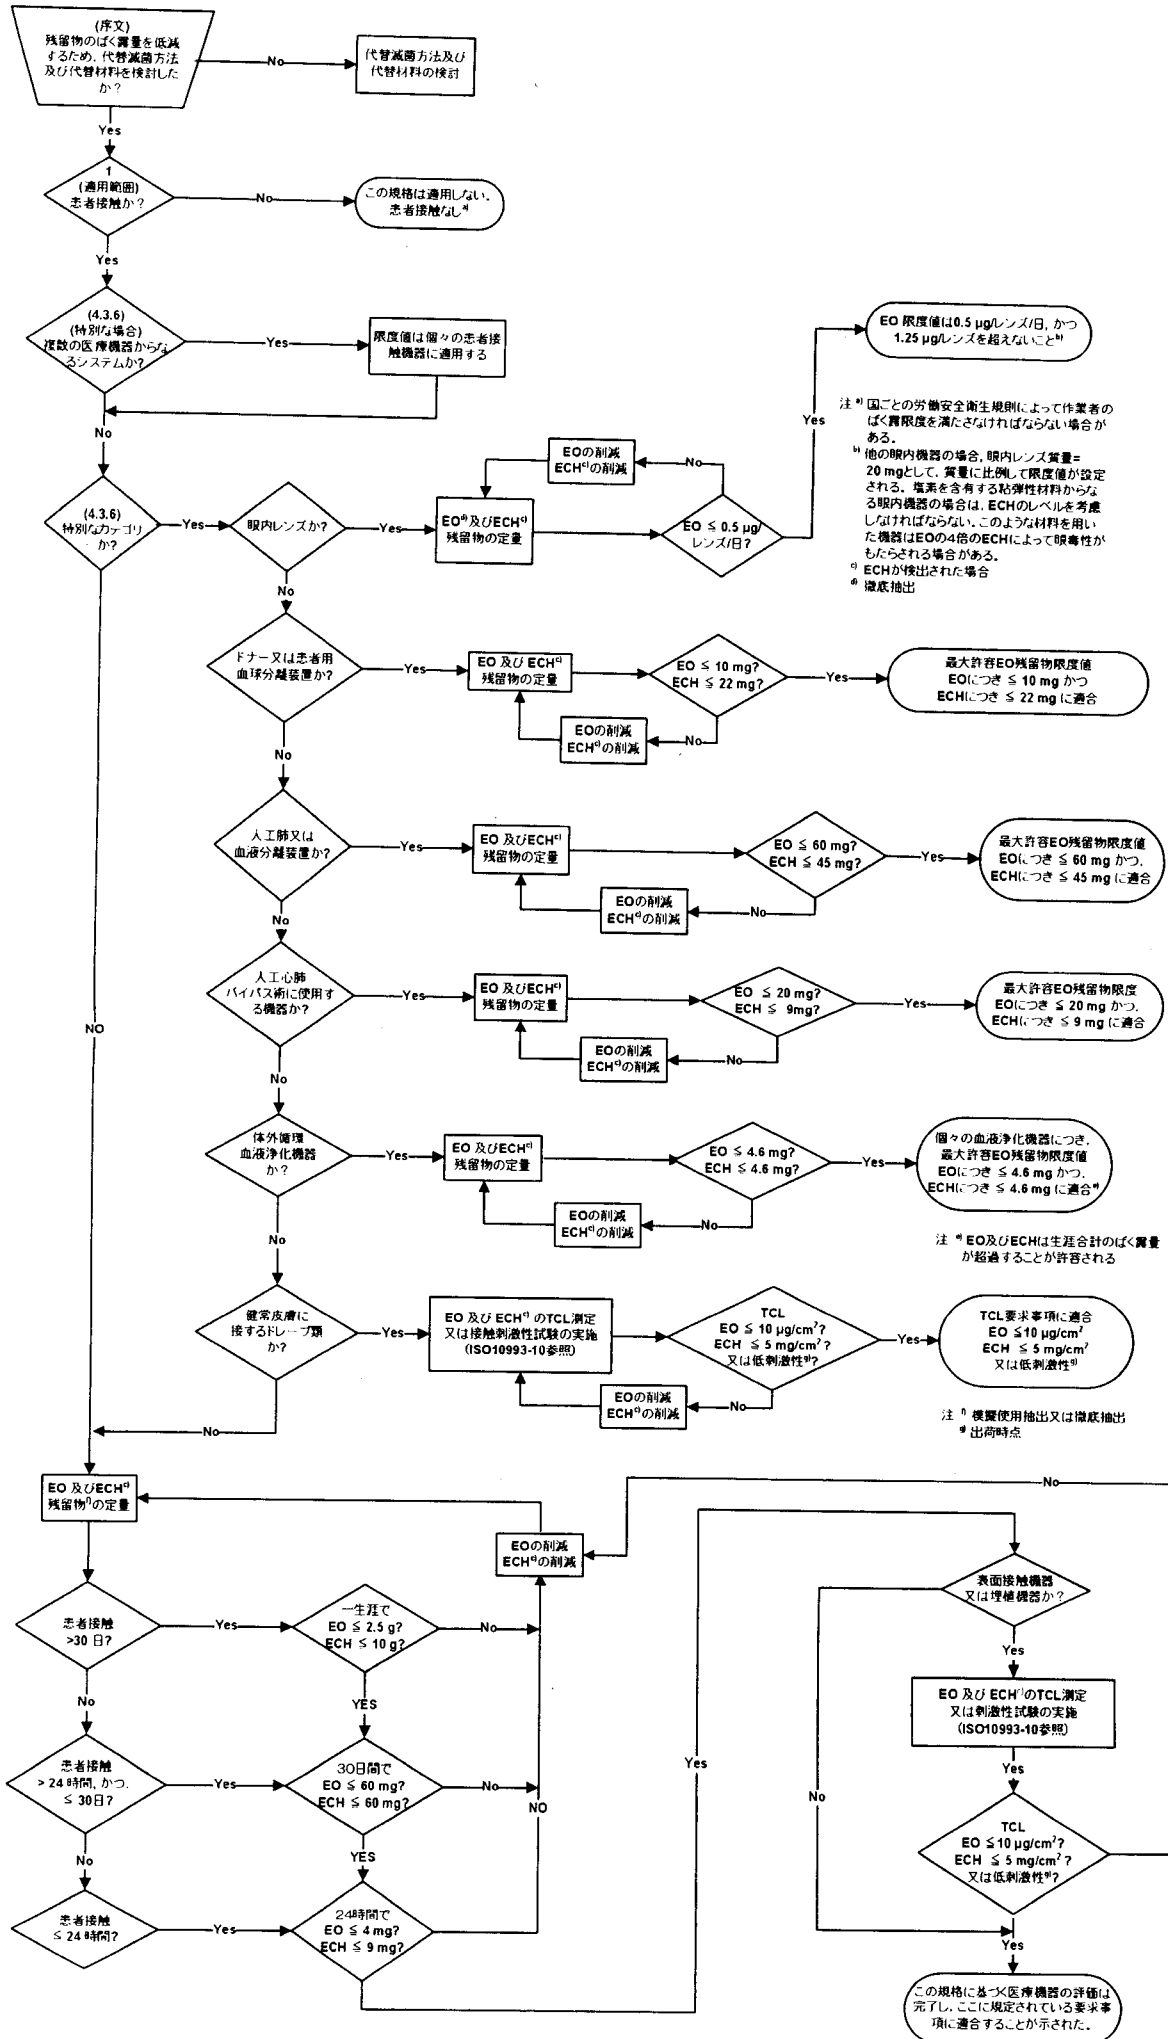 (序文)
残留物のばく露量を低減
するため、代替滅菌方法
及び代替材料を検討した
か？
No
代替滅菌方法及び
代替材料の検討
Yes
1
(適用範囲)
患者接触か？
No
この規格は適用しない。
患者接触なしa)
Yes
(4.3.6)
(特別な場合)
複数の医療機器からな
るシステムか？
Yes
限度値は個々の患者接
触機器に適用する
No
EO 限度値は0.5 µg/レンズ/日, かつ
1.25 µg/レンズを超えないことb)
Yes
注 a) 国ごとの労働安全衛生規則によって作業者の
ばく露限度を満たさなければならない場合が
ある。
b) 他の眼内機器の場合, 眼内レンズ質量=
20 mgとして, 質量に比例して限度値が設定
される。塩素を含有する粘弾性材料からな
る眼内機器の場合は, ECHのレベルを考慮
しなければならない。このような材料を用い
た機器はEOの4倍のECHによって眼毒性が
もたらされる場合がある。
c) ECHが検出された場合
d) 徹底抽出
(4.3.6)
特別なカテゴリ
か？
Yes
眼内レンズか?
Yes
EOd)及びECHc)
残留物の定量
EO ≦ 0.5 µg/
レンズ/日?
No
EOの削減
ECHc)の削減
No
ドナー又は患者用
血球分離装置か?
Yes
EO 及びECHc)
残留物の定量
EO ≦ 10 mg?
ECH ≦ 22 mg?
Yes
最大許容EO残留物限度値
EOにつき ≦ 10 mg かつ
ECHにつき ≦ 22 mg に適合
No
EOの削減
ECHc)の削減
No
人工肺又は
血液分離装置か?
Yes
EO 及びECHc)
残留物の定量
EO ≦ 60 mg?
ECH ≦ 45 mg?
Yes
最大許容EO残留物限度値
EOにつき ≦ 60 mg かつ,
ECHにつき ≦ 45 mg に適合
No
EOの削減
ECHc)の削減
No
人工心肺
バイパス術に使用す
る機器か?
Yes
EO 及びECHc)
残留物の定量
EO ≦ 20 mg?
ECH ≦ 9mg?
Yes
最大許容EO残留物限度
EOにつき ≦ 20 mg かつ,
ECHにつき ≦ 9 mg に適合
No
EOの削減
ECHc)の削減
NO
No
体外循環
血液浄化機器
か?
Yes
EO 及びECHc)
残留物の定量
EO ≦ 4.6 mg?
ECH ≦ 4.6 mg?
Yes
個々の血液浄化機器につき,
最大許容EO残留物限度値
EOにつき ≦ 4.6 mg かつ,
ECHにつき ≦ 4.6 mg に適合e)
No
EOの削減
ECHc)の削減
注 e) EO及びECHは生涯合計のばく露量
が超過することが許容される
No
健常皮膚に
接するドレープ類
か?
Yes
EO 及び ECHc) のTCL測定
又は接触刺激性試験の実施
(ISO10993-10参照)
TCL
EO ≦ 10 µg/cm2?
ECH ≦ 5 mg/cm2?
又は低刺激性g)?
Yes
TCL要求事項に適合
EO ≦10 µg/cm2
ECH ≦ 5 mg/cm2
又は低刺激性g)
No
EOの削減
ECHc)の削減
注 f) 模擬使用抽出又は徹底抽出
g) 出荷時点
No
EO 及びECHc)
残留物f)の定量
EOの削減
ECHc)の削減
No
患者接触
>30 日?
Yes
一生涯で
EO ≦ 2.5 g?
ECH ≦ 10 g?
No
表面接触機器
又は埋植機器か?
No
YES
Yes
EO 及び ECHc)のTCL測定
又は刺激性試験の実施
(ISO10993-10参照)
患者接触
> 24 時間, かつ,
≦ 30日?
Yes
30日間で
EO ≦ 60 mg?
ECH ≦ 60 mg?
No
NO
Yes
Yes
No
No
YES
TCL
EO ≦10 µg/cm2?
ECH ≦ 5 mg/cm2 ?
又は低刺激性g)?
患者接触
≦ 24 時間?
Yes
24時間で
EO ≦ 4 mg?
ECH ≦ 9 mg?
Yes
この規格に基づく医療機器の評価は
完了し, ここに規定されている要求事
項に適合することが示された。